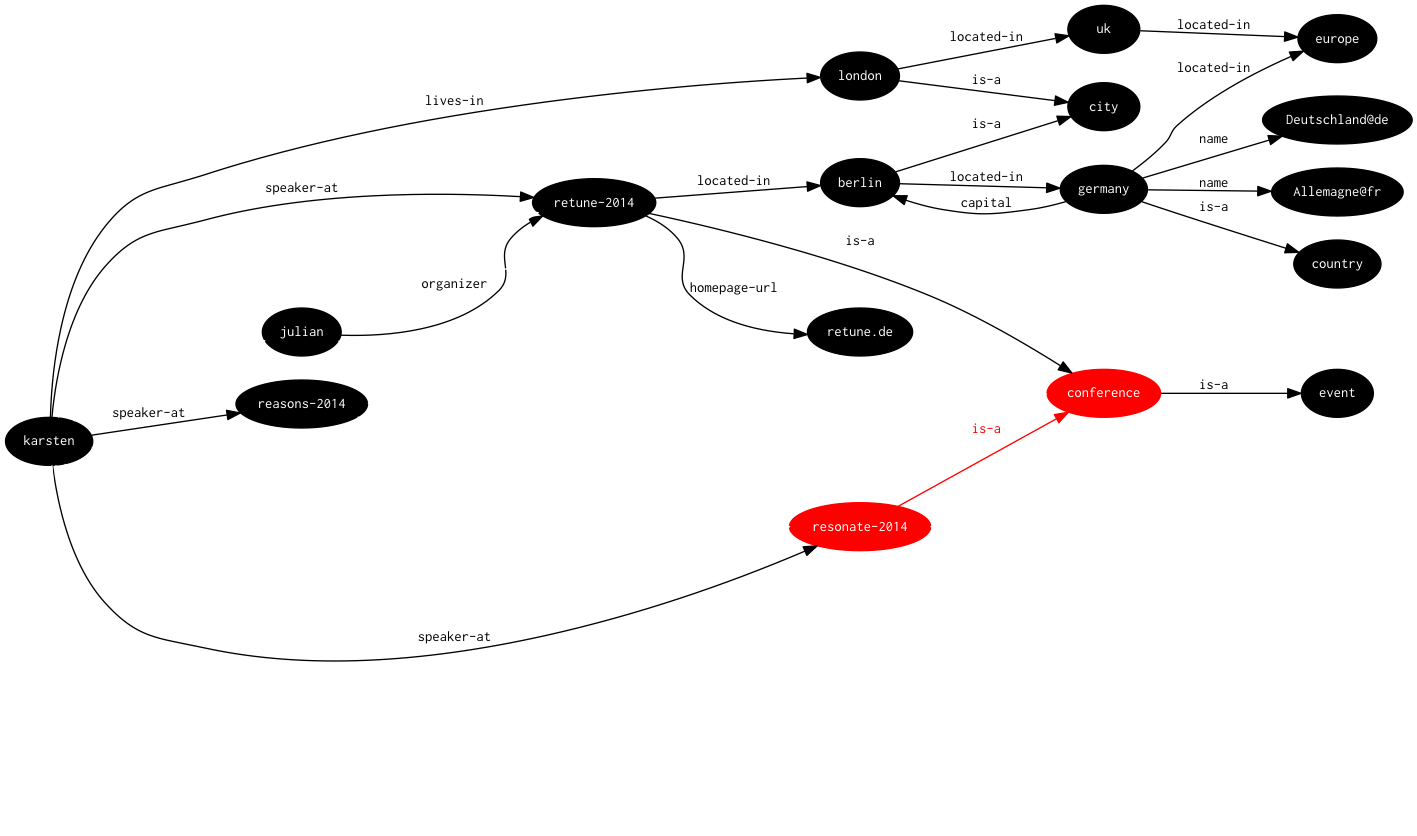 uk
located-in
europe
located-in
located-in
london
is-a
lives-in
city
is-a
Deutschland@de
name
located-in
berlin
located-in
germany
name
Allemagne@fr
speaker-at
retune-2014
capital
is-a
is-a
country
organizer
homepage-url
julian
retune.de
reasons-2014
conference
is-a
event
speaker-at
is-a
karsten
resonate-2014
speaker-at